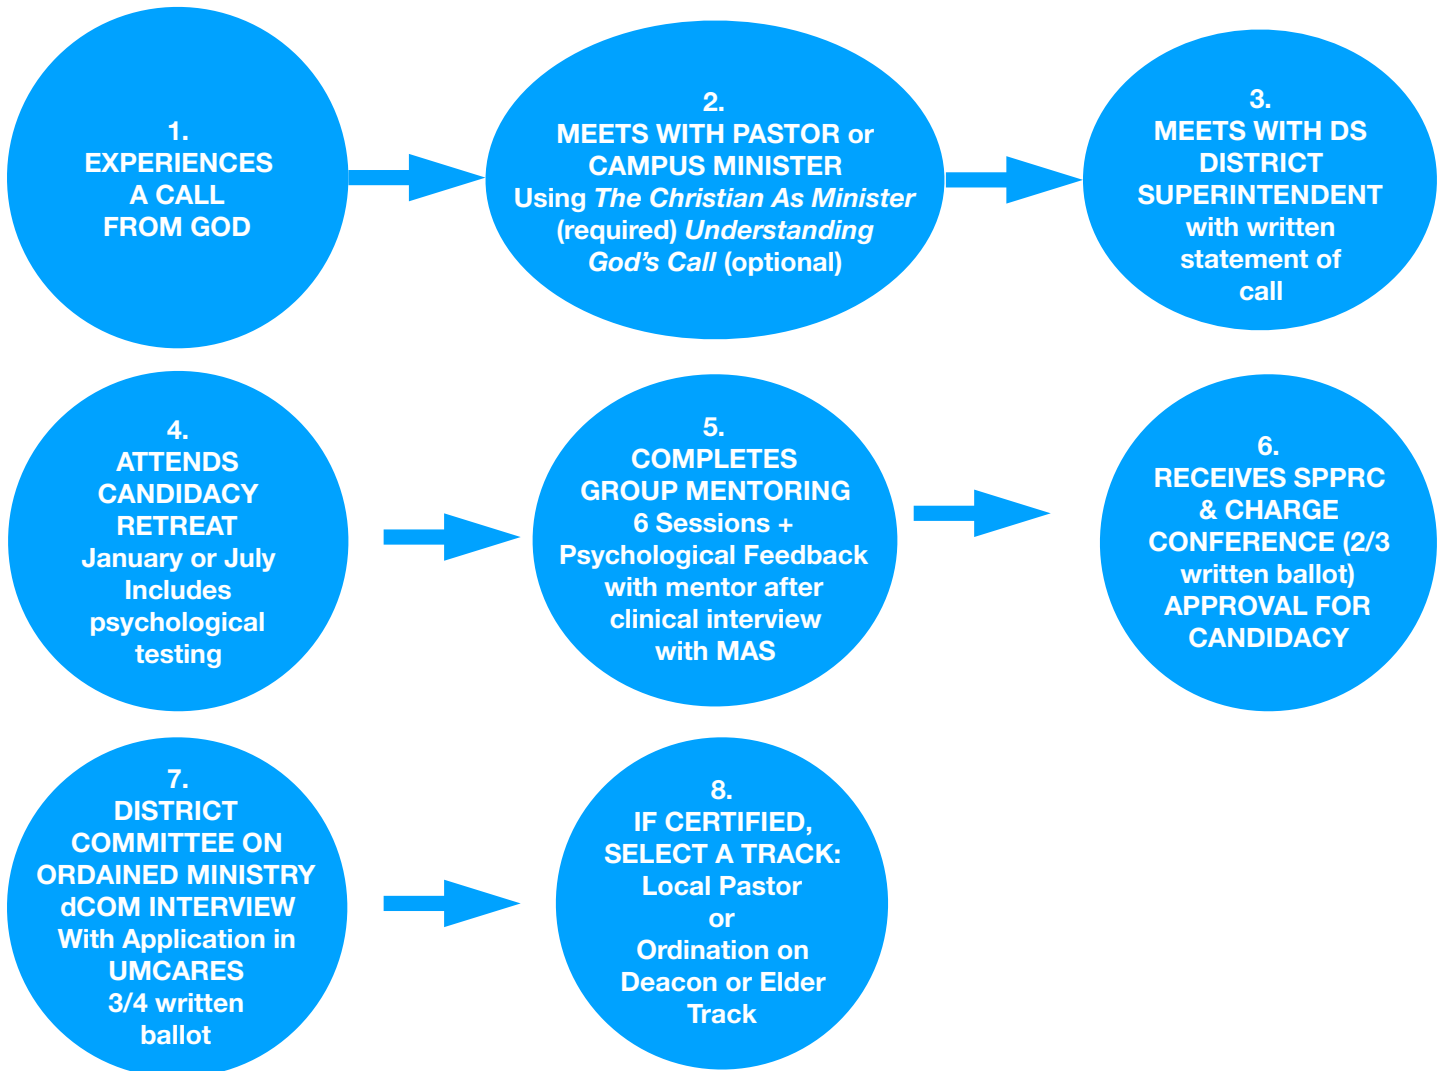 1.
EXPERIENCES
A CALL
FROM GOD
2.
MEETS WITH PASTOR or
CAMPUS MINISTER
Using The Christian As Minister
(required) Understanding
God's Call (optional)
3.
MEETS WITH DS
DISTRICT
SUPERINTENDENT
with written
statement of
call
4.
ATTENDS
CANDIDACY
RETREAT
January or July
Includes
psychological
testing
5.
COMPLETES
GROUP MENTORING
6 Sessions +
Psychological Feedback
with mentor after
clinical interview
with MAS
6.
RECEIVES SPPRC
& CHARGE
CONFERENCE (2/3
written ballot)
APPROVAL FOR
CANDIDACY
7.
DISTRICT
COMMITTEE ON
ORDAINED MINISTRY
dCOM INTERVIEW
With Application in
UMCARES
3/4 written
ballot
8.
IF CERTIFIED,
SELECT A TRACK:
Local Pastor
or
Ordination on
Deacon or Elder
Track